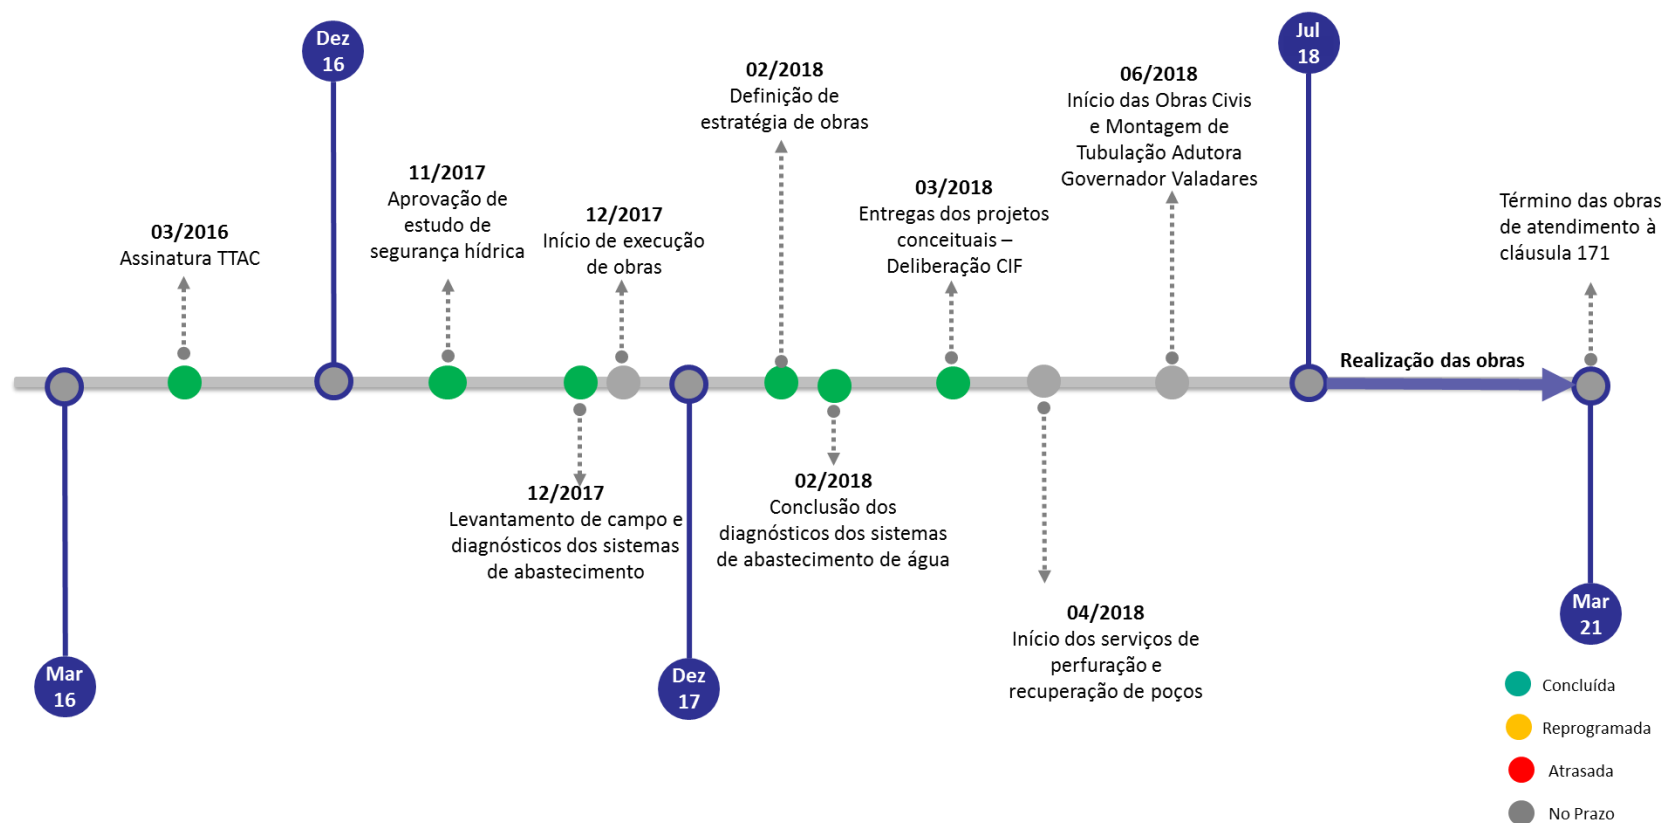 Dez
16
Jul
18
02/2018
Definição de
estratégia de obras
06/2018
Início das Obras Civis
e Montagem de
Tubulação Adutora
Governador Valadares
11/2017
Aprovação de
estudo de
segurança hídrica
03/2018
Entregas dos projetos
conceituais –
Deliberação CIF
Término das obras
de atendimento à
cláusula 171
03/2016
Assinatura TTAC
12/2017
Início de execução
de obras
Realização das obras
12/2017
Levantamento de campo e
diagnósticos dos sistemas
de abastecimento
02/2018
Conclusão dos
diagnósticos dos sistemas
de abastecimento de água
04/2018
Início dos serviços de
perfuração e
recuperação de poços
Mar
16
Dez
17
Mar
21
Concluída
Reprogramada
Atrasada
No Prazo